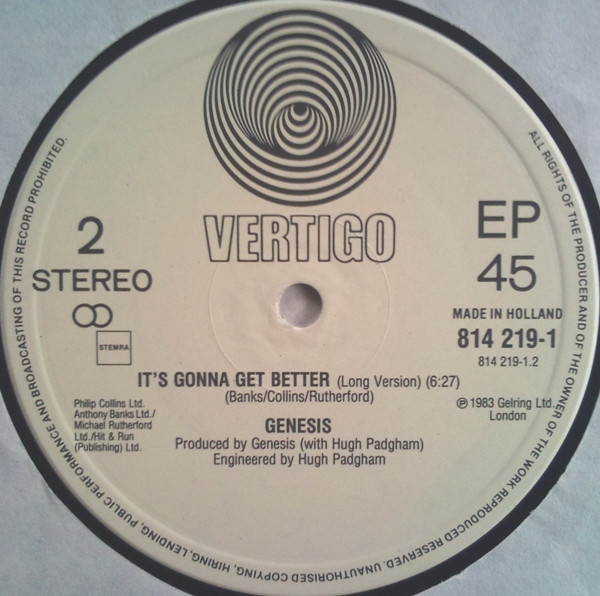 VERTIGO
2
STEREO
STEMRA
EP
45
MADE IN HOLLAND
814 219-1
814 219-1.2
IT'S GONNA GET BETTER (Long Version) (6:27)
(Banks/Collins/Rutherford)
Philip Collins Ltd.
Anthony Banks Ltd./
Michael Rutherford
Ltd./Hit & Run
(Publishing) Ltd.
℗ 1983 Gelring Ltd.
London
GENESIS
Produced by Genesis (with Hugh Padgham)
Engineered by Hugh Padgham
ALL RIGHTS OF THE PRODUCER AND OF THE OWNER OF THE WORK REPRODUCED RESERVED. UNAUTHORISED COPYING, HIRING, LENDING, PUBLIC PERFORMANCE AND BROADCASTING OF THIS RECORD PROHIBITED.